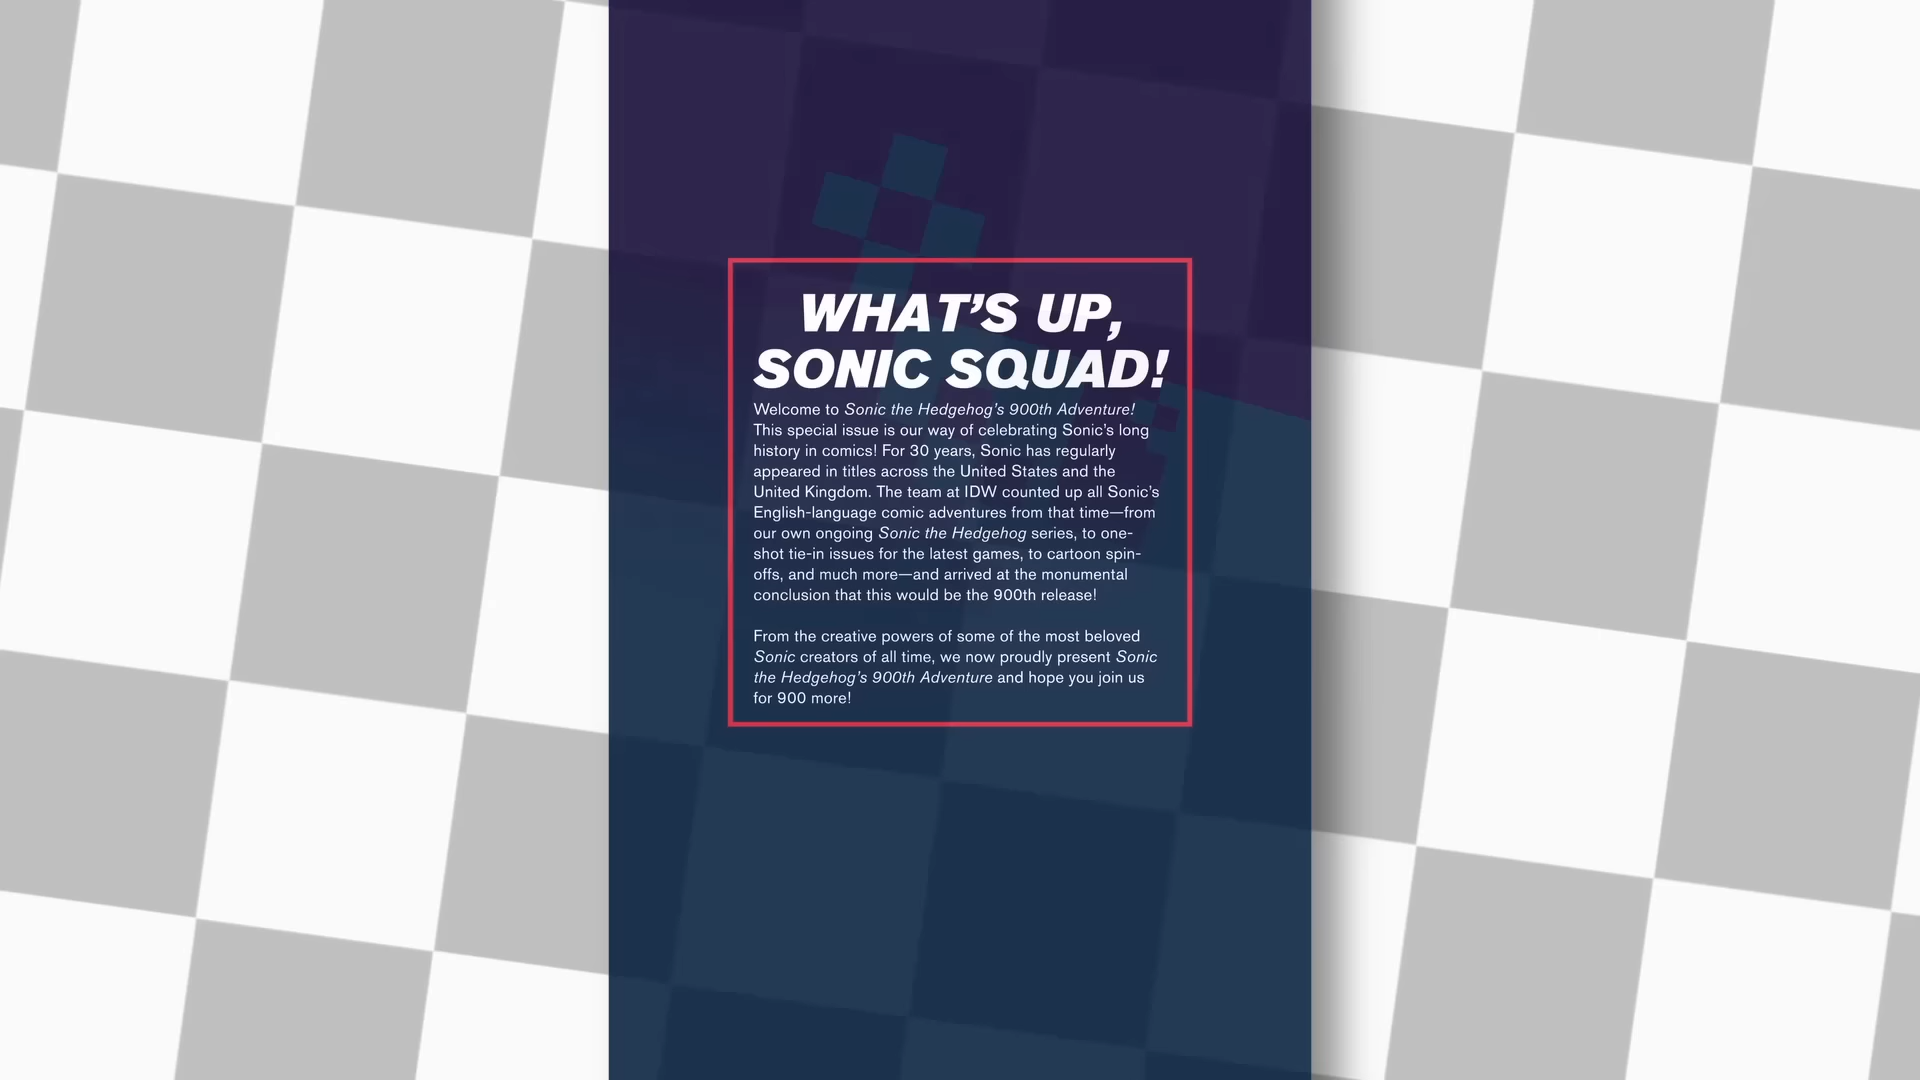 WHAT’S UP,
SONIC SQUAD!
Welcome to Sonic the Hedgehog’s 900th Adventure!
This special issue is our way of celebrating Sonic’s long
history in comics! For 30 years, Sonic has regularly
appeared in titles across the United States and the
United Kingdom. The team at IDW counted up all Sonic’s
English-language comic adventures from that time—from
our own ongoing Sonic the Hedgehog series, to one-
shot tie-in issues for the latest games, to cartoon spin-
offs, and much more—and arrived at the monumental
conclusion that this would be the 900th release!
From the creative powers of some of the most beloved
Sonic creators of all time, we now proudly present Sonic
the Hedgehog’s 900th Adventure and hope you join us
for 900 more!